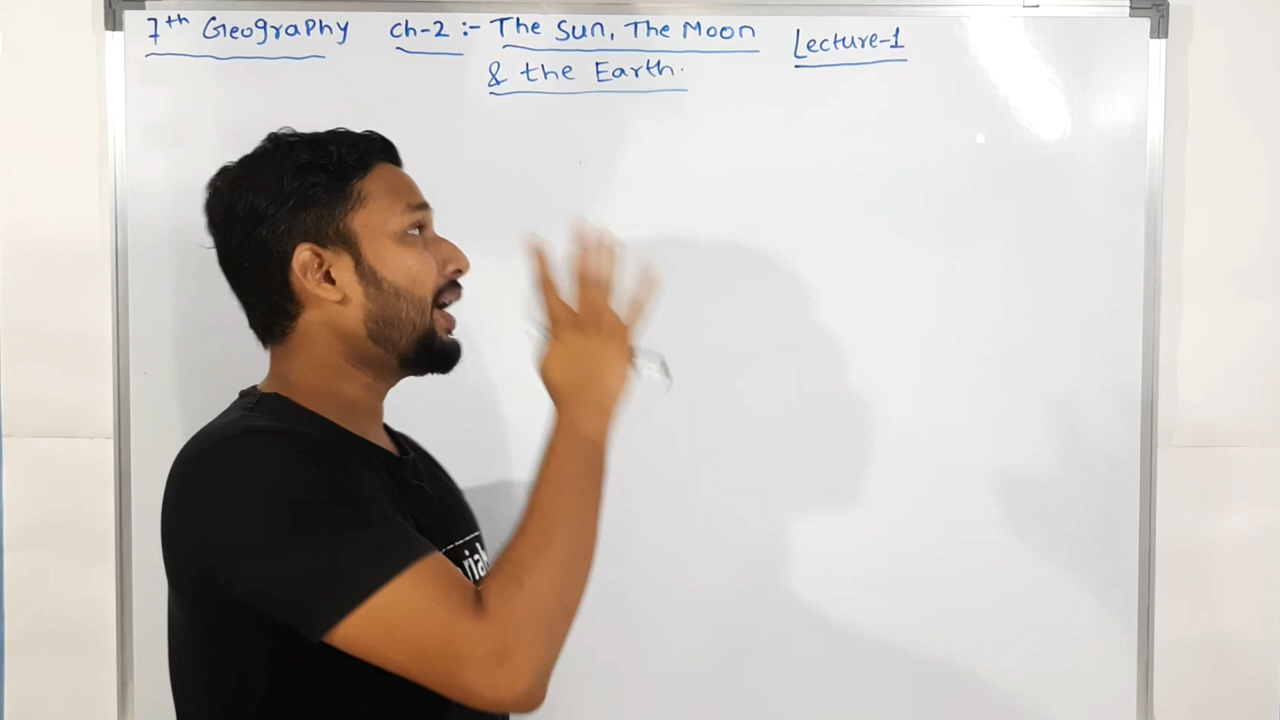 7th Geography Ch-2 :- The Sun, The Moon Lecture-1
& the Earth.